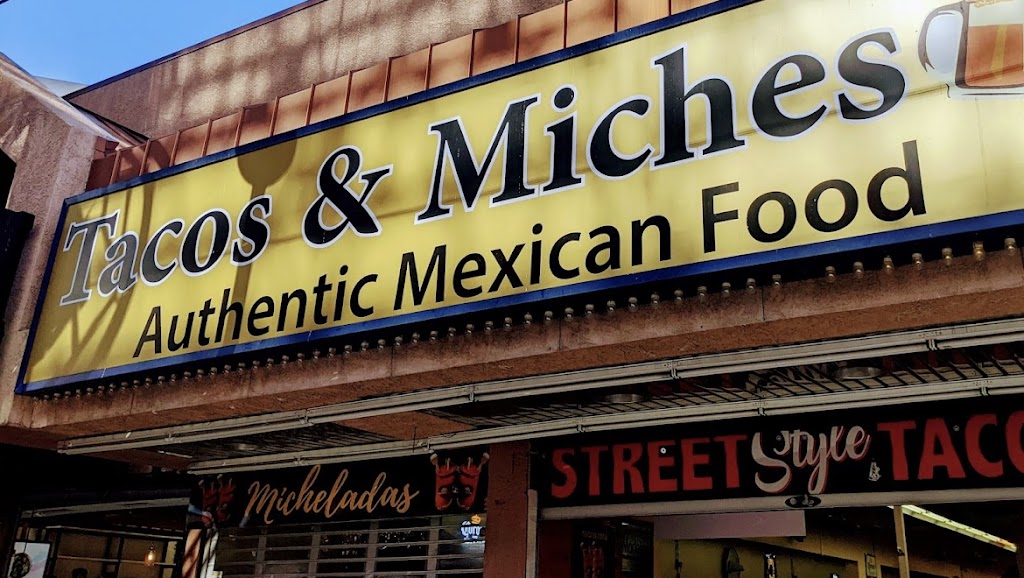 Tacos & Miches
Authentic Mexican Food
Micheladas
STREET Style TACO